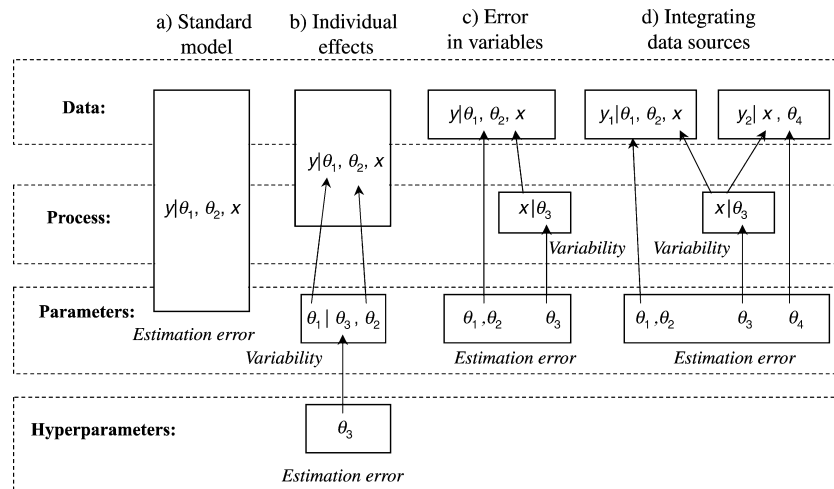 a) Standard model
b) Individual effects
c) Error in variables
d) Integrating data sources
Data:
y|θ₁, θ₂, x
y|θ₁, θ₂, x
y|θ₁, θ₂, x
y₁|θ₁, θ₂, x
y₂| x , θ₄
Process:
x|θ₃
Variability
x|θ₃
Variability
Parameters:
Estimation error
θ₁ | θ₃, θ₂
Variability
θ₁ ,θ₂
θ₃
Estimation error
θ₁ ,θ₂
θ₃
θ₄
Estimation error
Hyperparameters:
θ₃
Estimation error